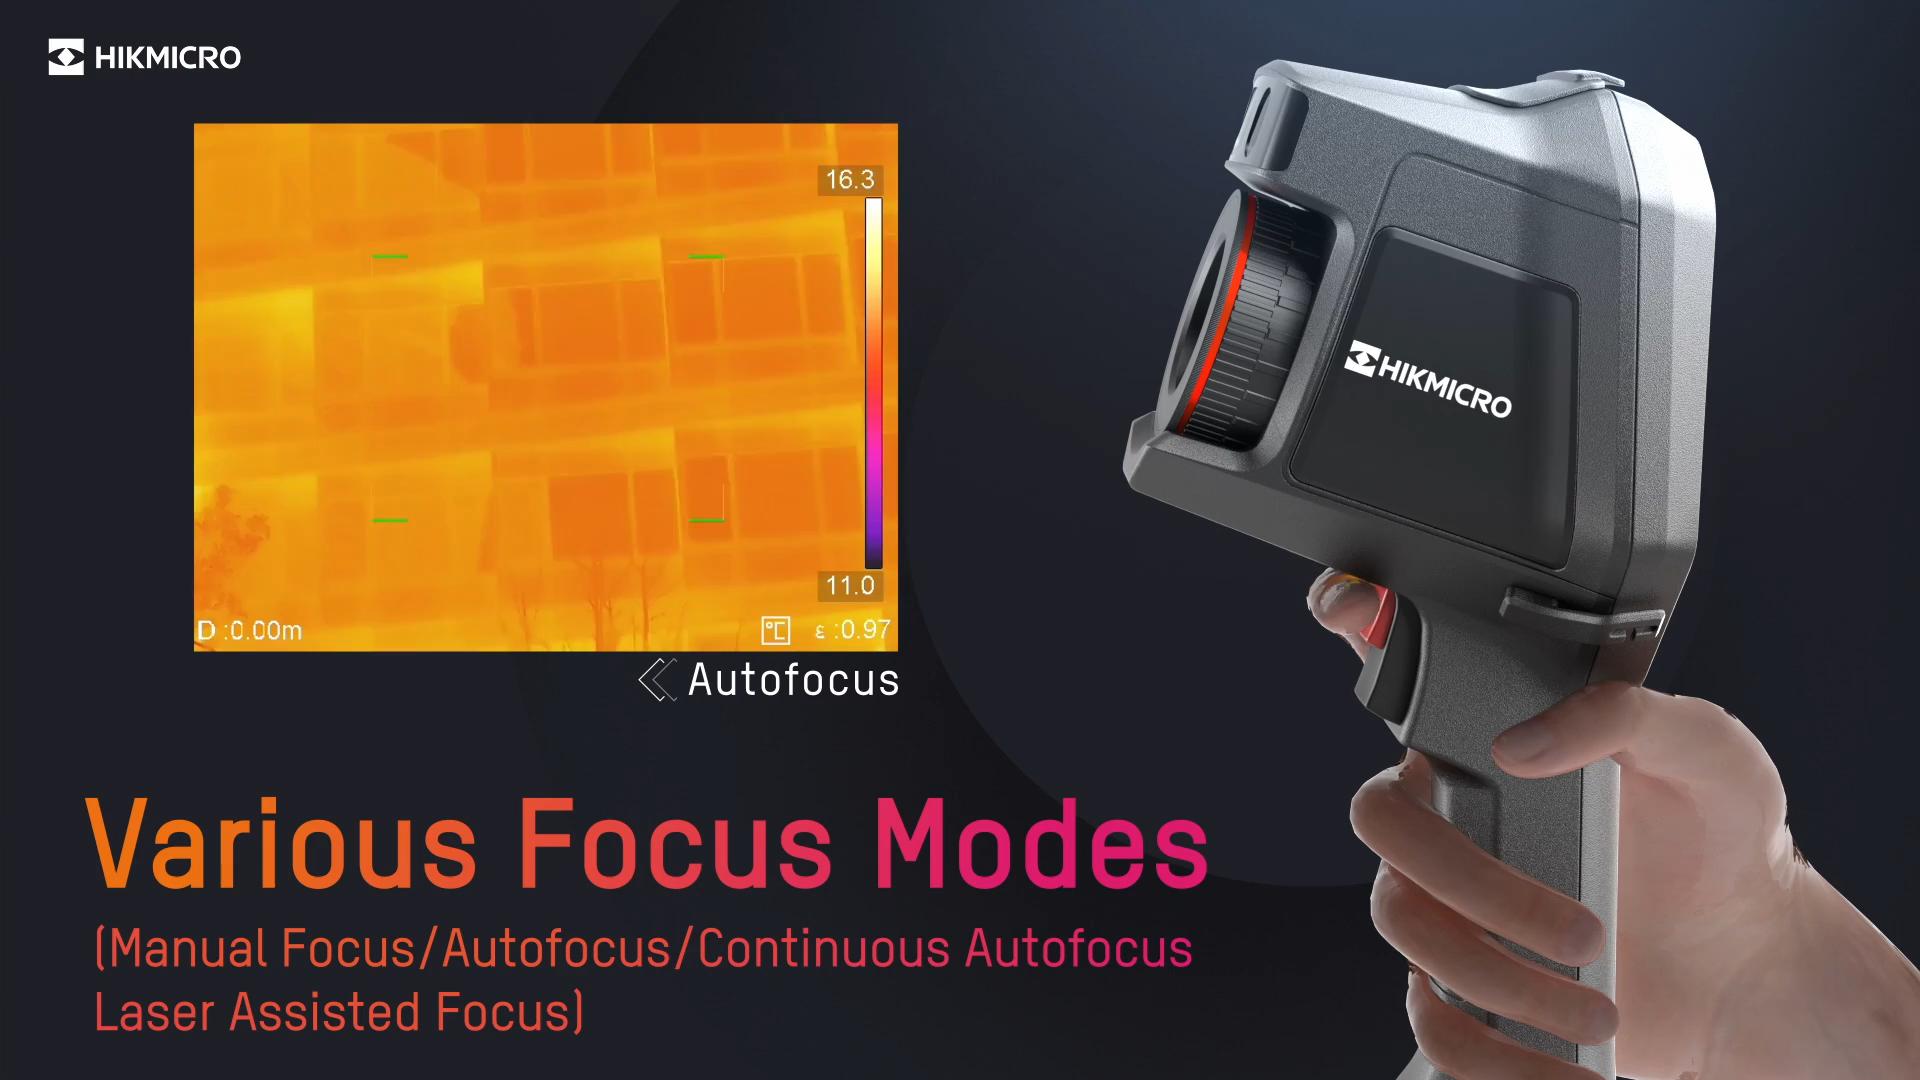 HIKMICRO
16.3
11.0
D :0.00m
℃ ε :0.97
Autofocus
HIKMICRO
Various Focus Modes
(Manual Focus/Autofocus/Continuous Autofocus
Laser Assisted Focus)